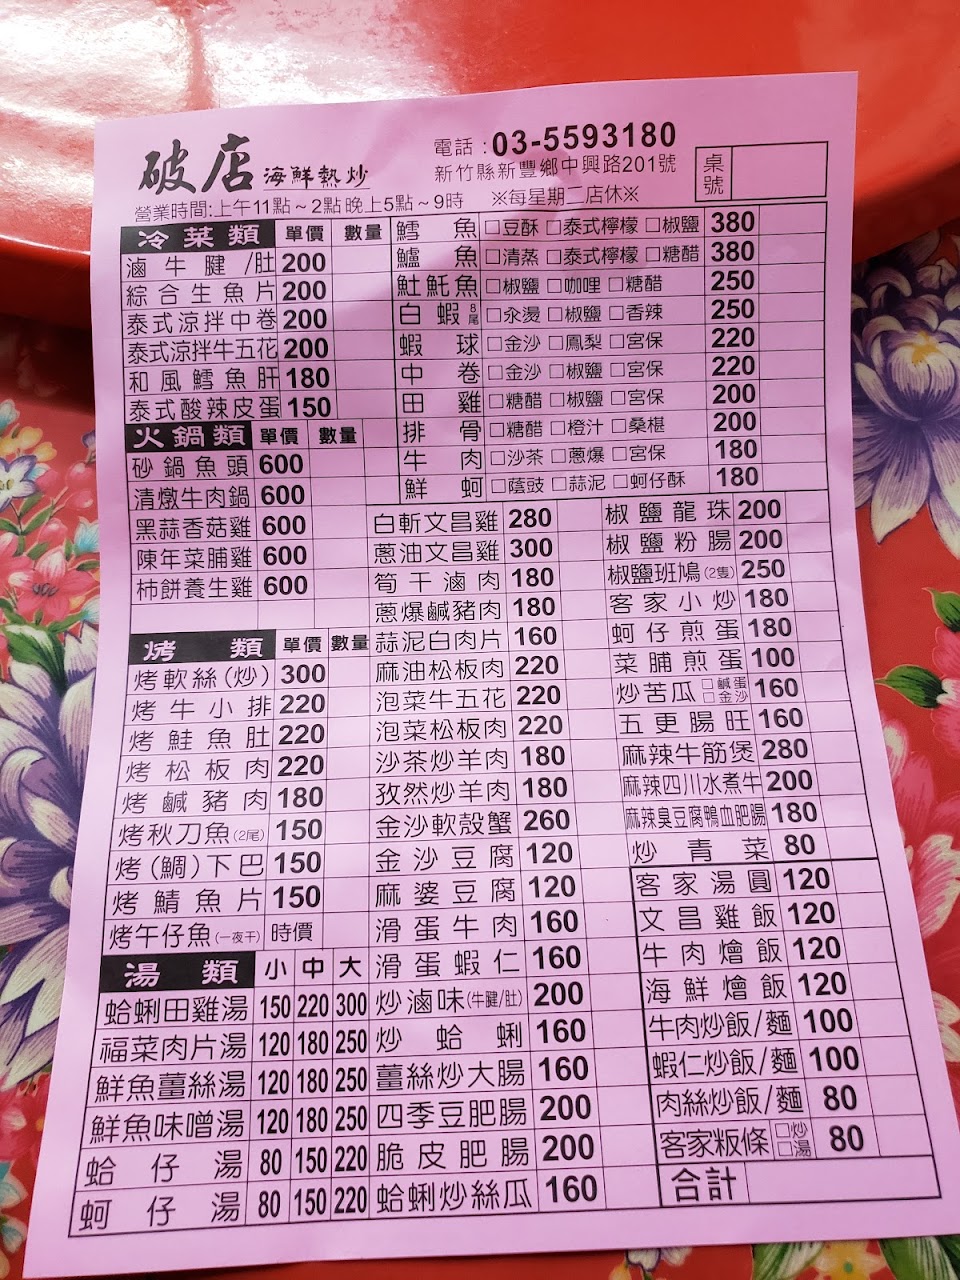 破店 海鮮熱炒
電話:03-5593180
新竹縣新豐鄉中興路201號
營業時間:上午11點～2點 晚上5點～9時 ※每星期二店休※
桌號
冷菜類 單價 數量
滷牛腱/肚 200
綜合生魚片 200
泰式涼拌中卷 200
泰式涼拌牛五花 200
和風鱈魚肝 180
泰式酸辣皮蛋 150
火鍋類 單價 數量
砂鍋魚頭 600
清燉牛肉鍋 600
黑蒜香菇雞 600
陳年菜脯雞 600
柿餅養生雞 600
烤類 單價 數量
烤軟絲(炒) 300
烤牛小排 220
烤鮭魚肚 220
烤松板肉 220
烤鹹豬肉 180
烤秋刀魚(2尾) 150
烤(鯛)下巴 150
烤鯖魚片 150
烤午仔魚(一夜干) 時價
湯類 小 中 大
蛤蜊田雞湯 150 220 300
福菜肉片湯 120 180 250
鮮魚薑絲湯 120 180 250
鮮魚味噌湯 120 180 250
蛤仔湯 80 150 220
蚵仔湯 80 150 220
鱈魚 □豆酥 □泰式檸檬 □椒鹽 380
鱸魚 □清蒸 □泰式檸檬 □糖醋 380
𩵚魠魚 □椒鹽 □咖哩 □糖醋 250
白蝦8尾 □汆燙 □椒鹽 □香辣 250
蝦球 □金沙 □鳳梨 □宮保 220
中卷 □金沙 □椒鹽 □宮保 220
田雞 □糖醋 □椒鹽 □宮保 200
排骨 □糖醋 □橙汁 □桑椹 200
牛肉 □沙茶 □蔥爆 □宮保 180
鮮蚵 □蔭豉 □蒜泥 □蚵仔酥 180
白斬文昌雞 280
蔥油文昌雞 300
筍干滷肉 180
蔥爆鹹豬肉 180
蒜泥白肉片 160
麻油松板肉 220
泡菜牛五花 220
泡菜松板肉 220
沙茶炒羊肉 180
孜然炒羊肉 180
金沙軟殼蟹 260
金沙豆腐 120
麻婆豆腐 120
滑蛋牛肉 160
滑蛋蝦仁 160
炒滷味(牛腱/肚) 200
炒蛤蜊 160
薑絲炒大腸 160
四季豆肥腸 200
脆皮肥腸 200
蛤蜊炒絲瓜 160
椒鹽龍珠 200
椒鹽粉腸 200
椒鹽班鳩(2隻) 250
客家小炒 180
蚵仔煎蛋 180
菜脯煎蛋 100
炒苦瓜 □鹹蛋 □金沙 160
五更腸旺 160
麻辣牛筋煲 280
麻辣四川水煮牛 200
麻辣臭豆腐鴨血肥腸 180
炒青菜 80
客家湯圓 120
文昌雞飯 120
牛肉燴飯 120
海鮮燴飯 120
牛肉炒飯/麵 100
蝦仁炒飯/麵 100
肉絲炒飯/麵 80
客家粄條 □炒 □湯 80
合計